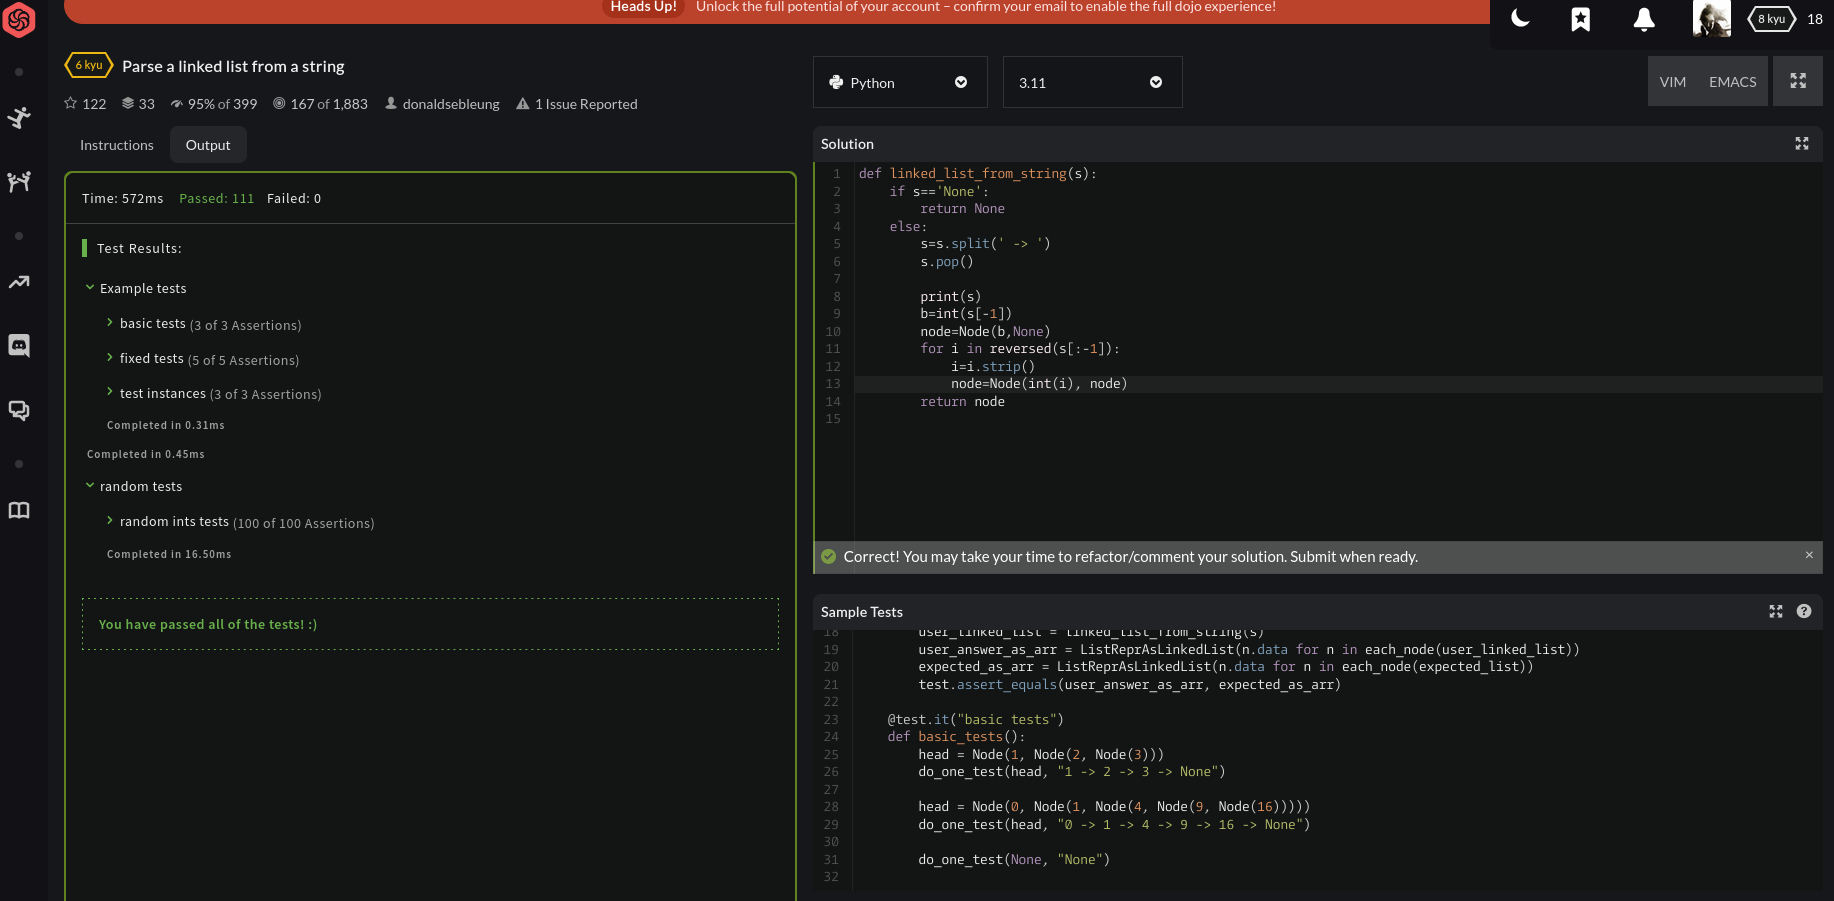 Heads Up! Unlock the full potential of your account – confirm your email to enable the full dojo experience!
8 kyu 18
6 kyu Parse a linked list from a string
122 33 95% of 399 167 of 1,883 donaldsebleung 1 Issue Reported
Instructions Output
Time: 572ms Passed: 111 Failed: 0
Test Results:
Example tests
basic tests (3 of 3 Assertions)
fixed tests (5 of 5 Assertions)
test instances (3 of 3 Assertions)
Completed in 0.31ms
Completed in 0.45ms
random tests
random ints tests (100 of 100 Assertions)
Completed in 16.50ms
You have passed all of the tests! :)
Python 3.11 VIM EMACS
Solution
1 def linked_list_from_string(s):
2     if s=='None':
3         return None
4     else:
5         s=s.split(' -> ')
6         s.pop()
7
8         print(s)
9         b=int(s[-1])
10         node=Node(b,None)
11         for i in reversed(s[:-1]):
12             i=i.strip()
13             node=Node(int(i), node)
14         return node
15
Correct! You may take your time to refactor/comment your solution. Submit when ready. ×
Sample Tests
18         user_linked_list = linked_list_from_string(s)
19         user_answer_as_arr = ListReprAsLinkedList(n.data for n in each_node(user_linked_list))
20         expected_as_arr = ListReprAsLinkedList(n.data for n in each_node(expected_list))
21         test.assert_equals(user_answer_as_arr, expected_as_arr)
22
23     @test.it("basic tests")
24     def basic_tests():
25         head = Node(1, Node(2, Node(3)))
26         do_one_test(head, "1 -> 2 -> 3 -> None")
27
28         head = Node(0, Node(1, Node(4, Node(9, Node(16)))))
29         do_one_test(head, "0 -> 1 -> 4 -> 9 -> 16 -> None")
30
31         do_one_test(None, "None")
32